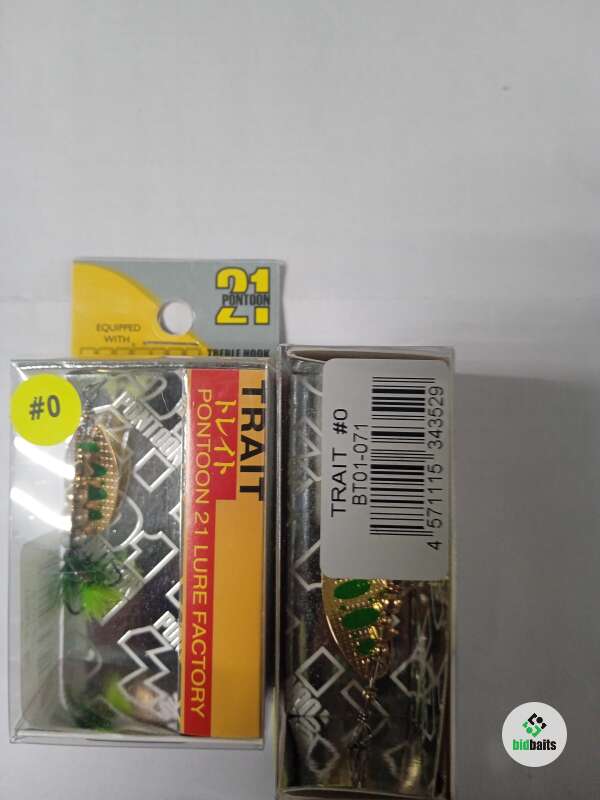 21
PONTOON
EQUIPPED
WITH
TREBLE HOOK
#0
TRAIT
トレイト
PONTOON 21 LURE FACTORY
PONTOON
TRAIT #0
BT01-071
4 571115 343529
bidbaits